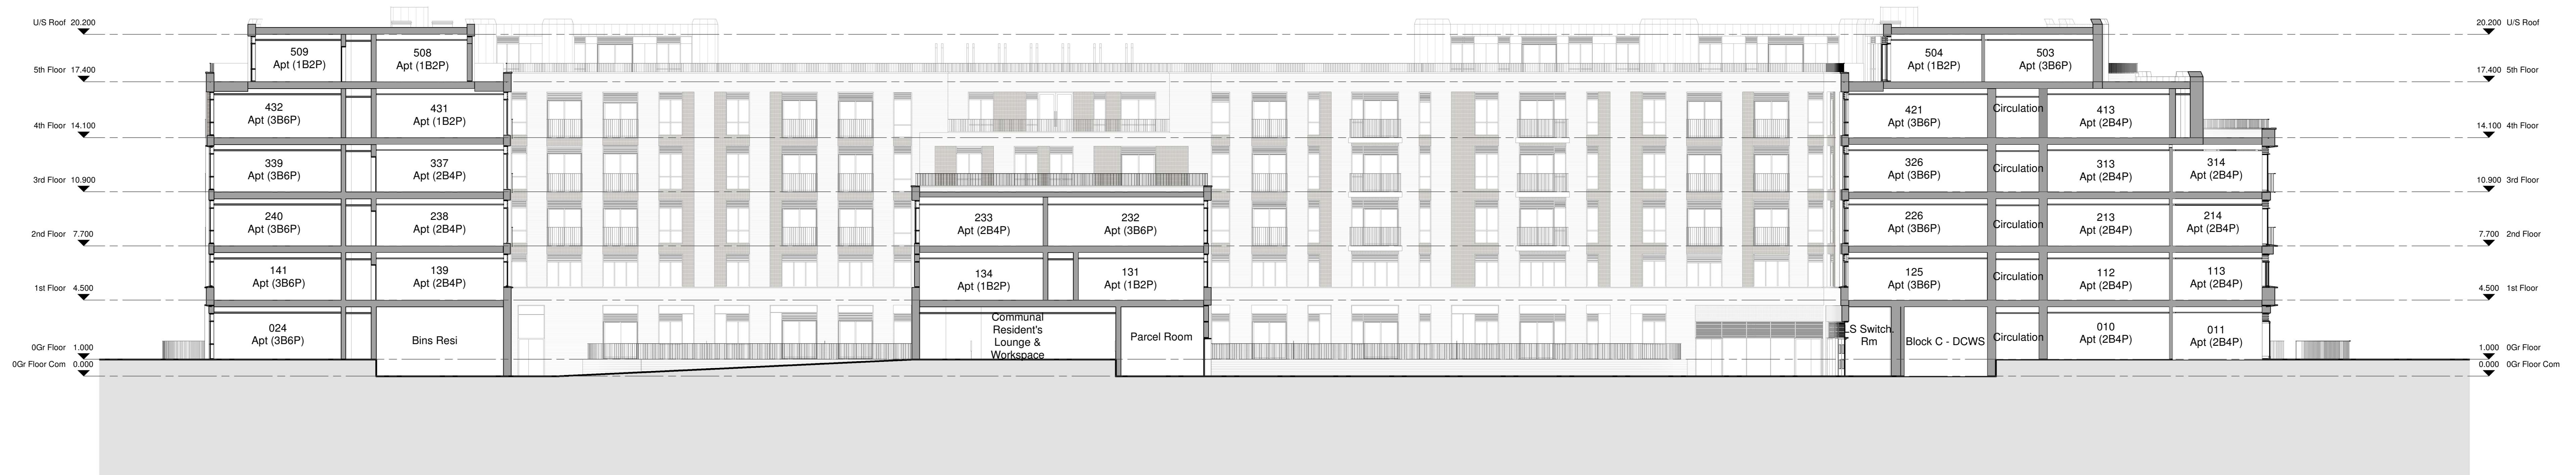 U/S Roof 20.200
5th Floor 17.400
4th Floor 14.100
3rd Floor 10.900
2nd Floor 7.700
1st Floor 4.500
0Gr Floor 1.000
0Gr Floor Com 0.000
509
Apt (1B2P)
508
Apt (1B2P)
432
Apt (3B6P)
431
Apt (1B2P)
339
Apt (3B6P)
337
Apt (2B4P)
240
Apt (3B6P)
238
Apt (2B4P)
141
Apt (3B6P)
139
Apt (2B4P)
024
Apt (3B6P)
Bins Resi
233
Apt (2B4P)
232
Apt (3B6P)
134
Apt (1B2P)
131
Apt (1B2P)
Communal
Resident's
Lounge &
Workspace
Parcel Room
504
Apt (1B2P)
503
Apt (3B6P)
421
Apt (3B6P)
Circulation
413
Apt (2B4P)
326
Apt (3B6P)
Circulation
313
Apt (2B4P)
314
Apt (2B4P)
226
Apt (3B6P)
Circulation
213
Apt (2B4P)
214
Apt (2B4P)
125
Apt (3B6P)
Circulation
112
Apt (2B4P)
113
Apt (2B4P)
S Switch.
Rm
Block C - DCWS
Circulation
010
Apt (2B4P)
011
Apt (2B4P)
20.200 U/S Roof
17.400 5th Floor
14.100 4th Floor
10.900 3rd Floor
7.700 2nd Floor
4.500 1st Floor
1.000 0Gr Floor
0.000 0Gr Floor Com